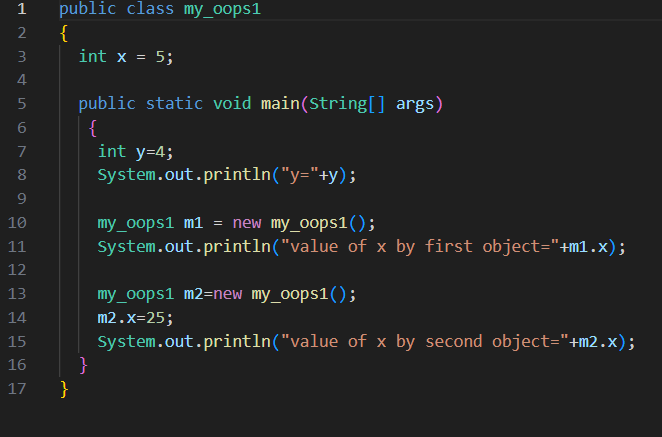 1 public class my_oops1
2 {
3 int x = 5;
4
5 public static void main(String[] args)
6 {
7 int y=4;
8 System.out.println("y="+y);
9
10 my_oops1 m1 = new my_oops1();
11 System.out.println("value of x by first object="+m1.x);
12
13 my_oops1 m2=new my_oops1();
14 m2.x=25;
15 System.out.println("value of x by second object="+m2.x);
16 }
17 }